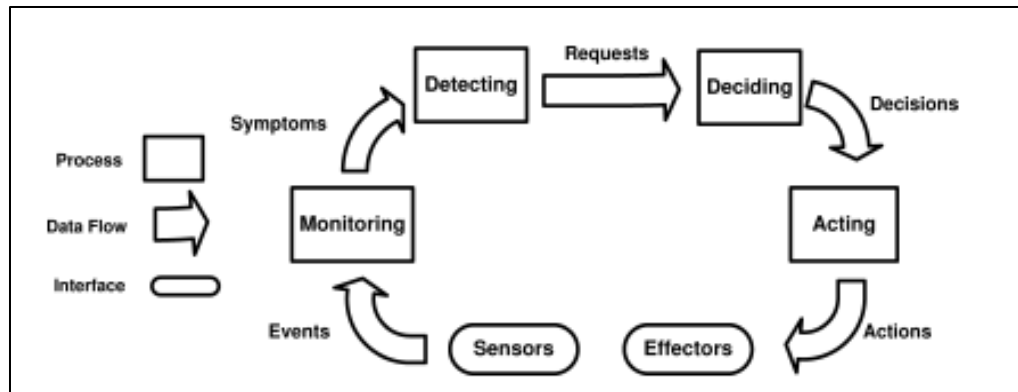 Requests
Detecting
Deciding
Decisions
Symptoms
Process
Monitoring
Acting
Data Flow
Interface
Events
Sensors
Effectors
Actions